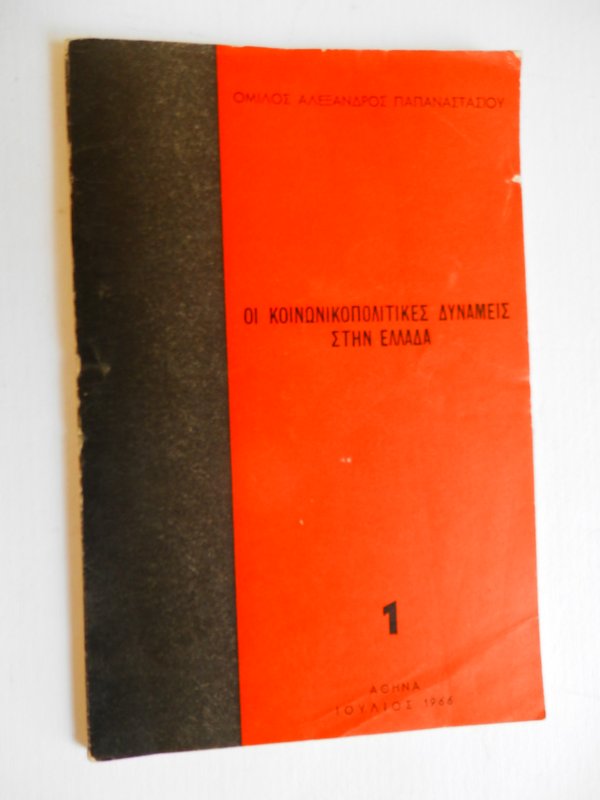 ΟΜΙΛΟΣ ΑΛΕΞΑΝΔΡΟΣ ΠΑΠΑΝΑΣΤΑΣΙΟΥ
ΟΙ ΚΟΙΝΩΝΙΚΟΠΟΛΙΤΙΚΕΣ ΔΥΝΑΜΕΙΣ
ΣΤΗΝ ΕΛΛΑΔΑ
1
ΑΘΗΝΑ
ΙΟΥΛΙΟΣ 1966